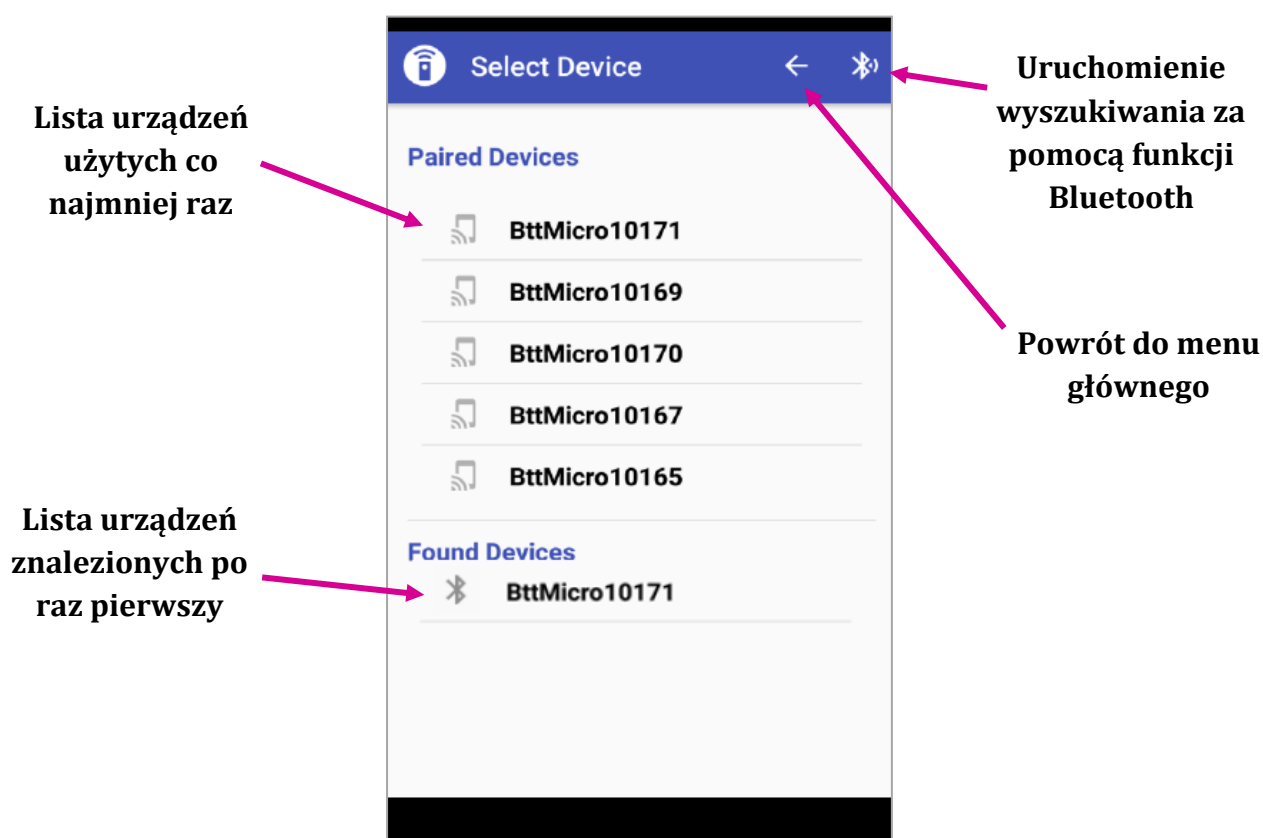 Select Device
Uruchomienie
wyszukiwania za
pomocą funkcji
Bluetooth
Lista urządzeń
użytych co
najmniej raz
Paired Devices
BttMicro10171
BttMicro10169
BttMicro10170
BttMicro10167
BttMicro10165
Powrót do menu
głównego
Lista urządzeń
znalezionych po
raz pierwszy
Found Devices
BttMicro10171